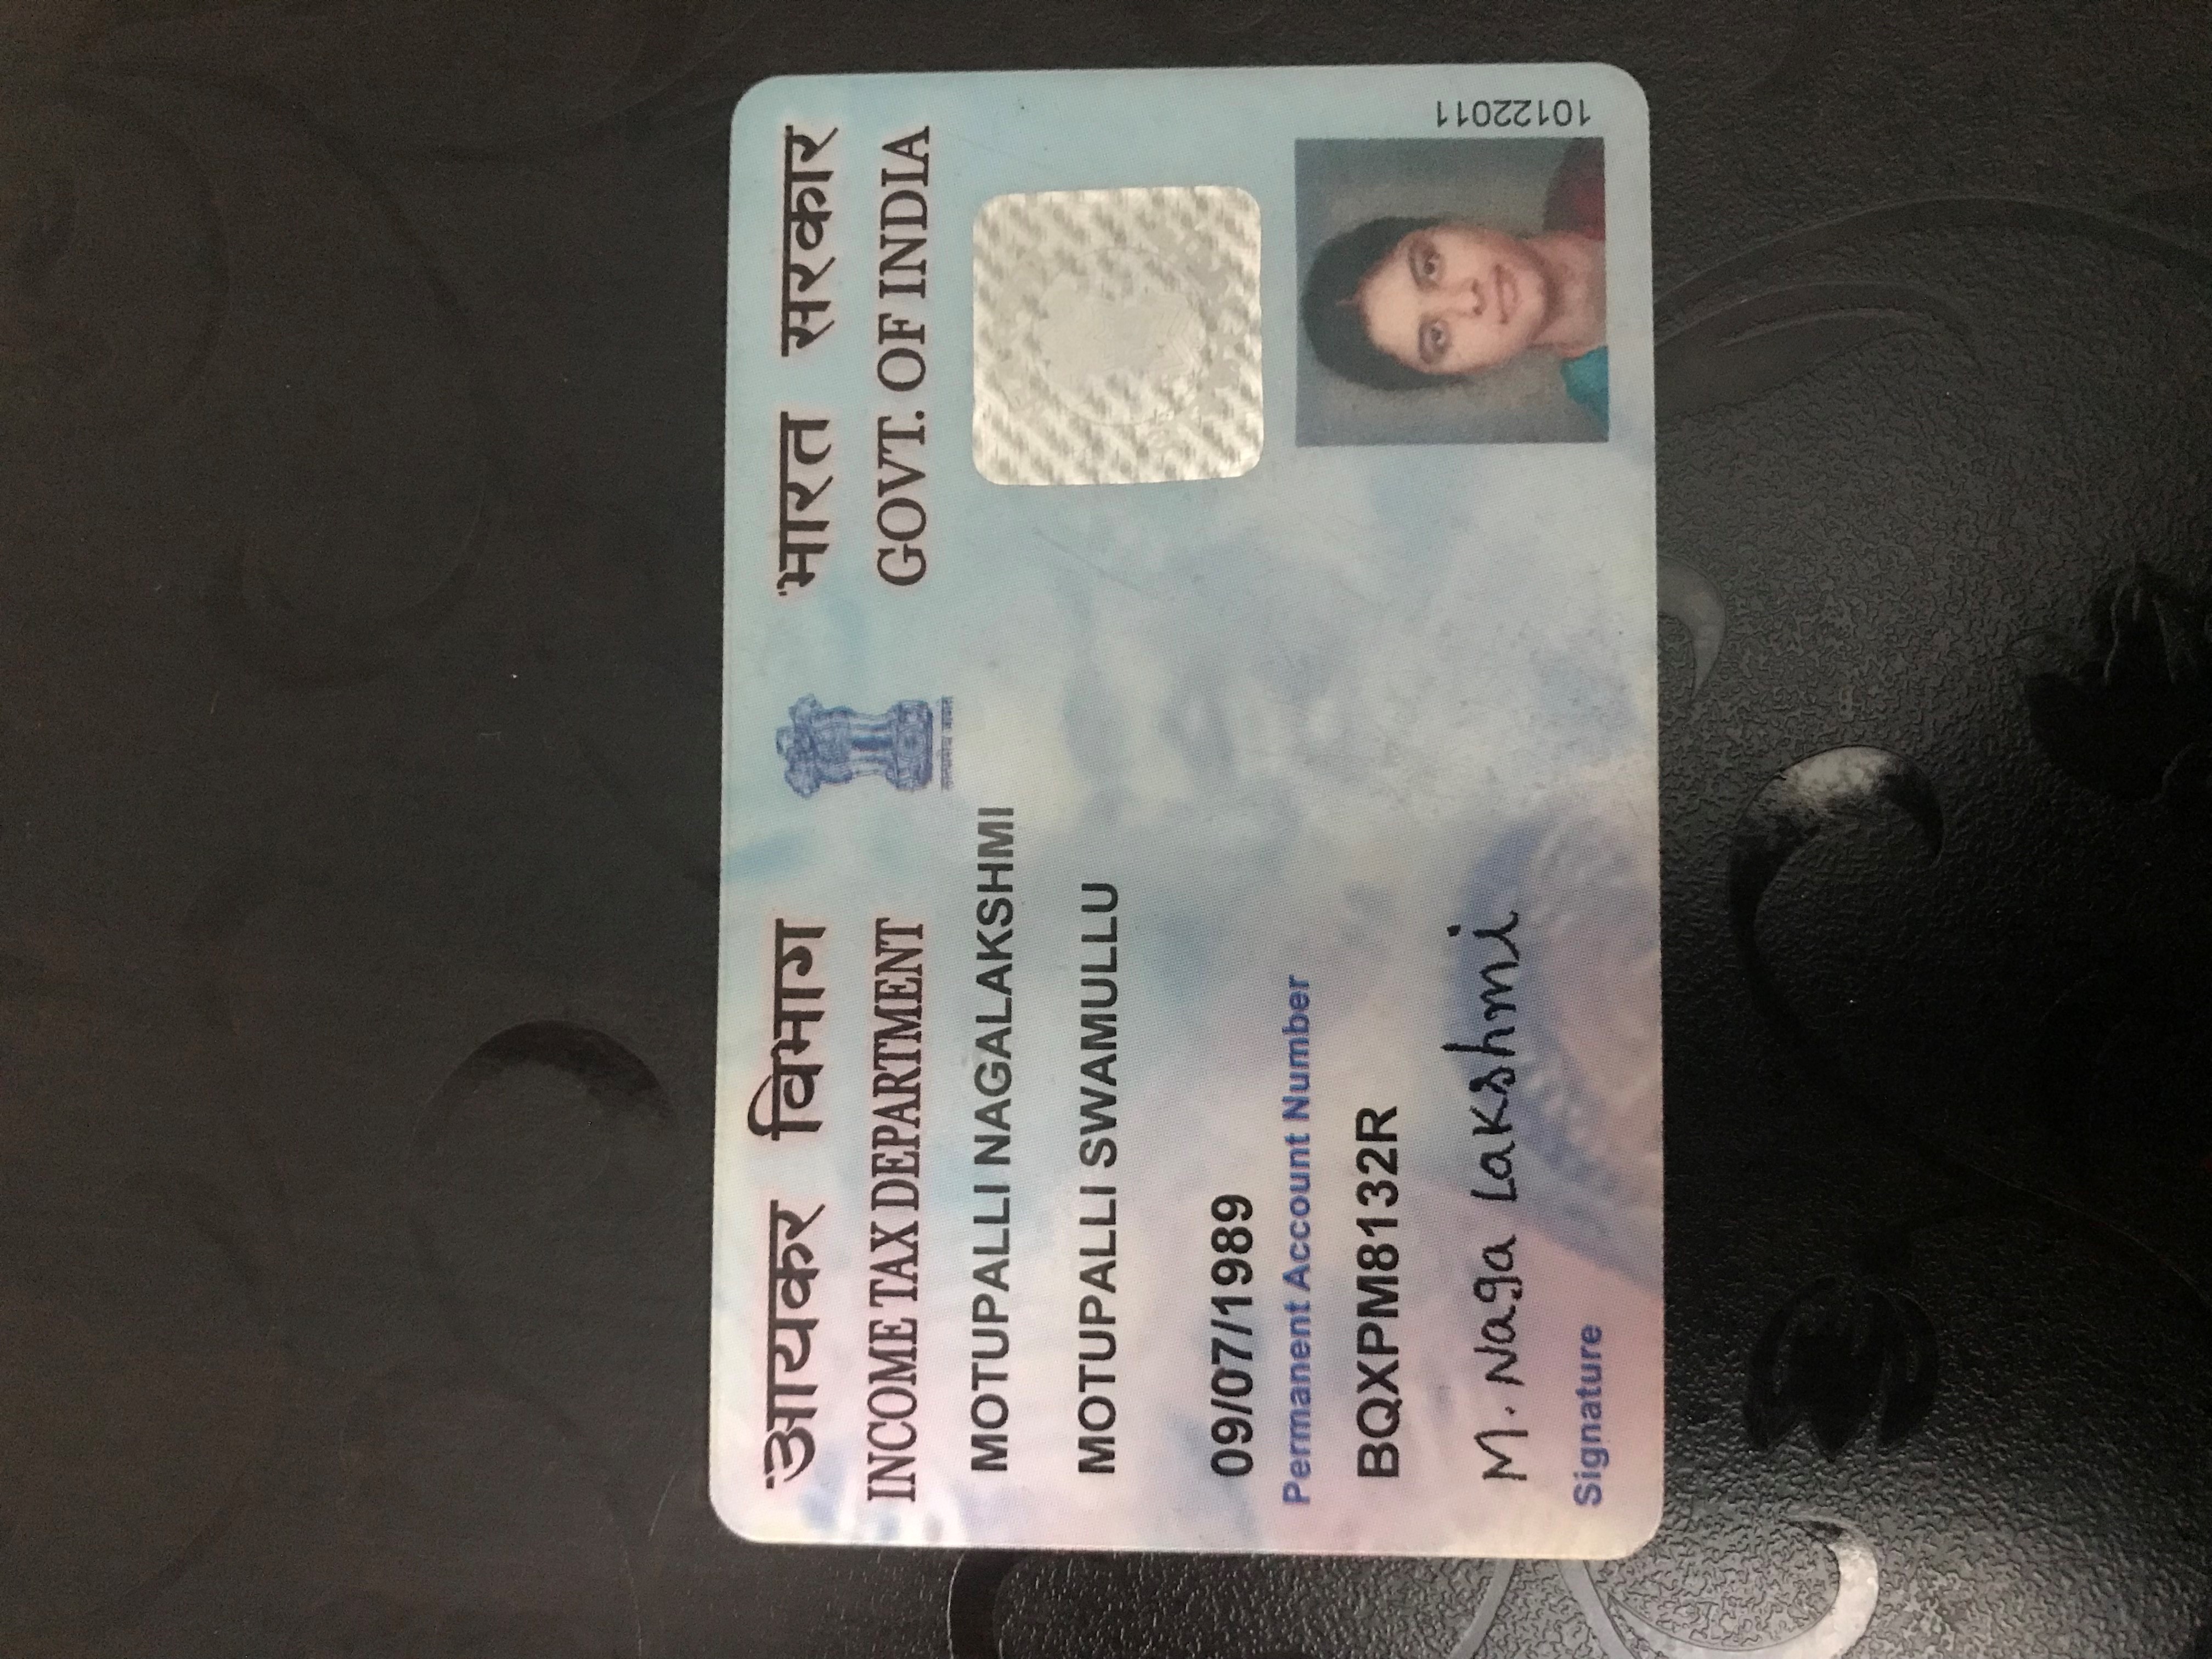 आयकर विभाग
INCOME TAX DEPARTMENT
भारत सरकार
GOVT. OF INDIA
MOTUPALLI NAGALAKSHMI
MOTUPALLI SWAMULLU
09/07/1989
Permanent Account Number
BQXPM8132R
M. Naga Lakshmi
Signature
10122011